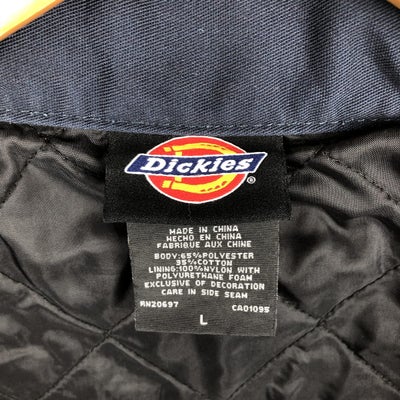 Dickies®
MADE IN CHINA
HECHO EN CHINA
FABRIQUE AUX CHINE
BODY:65%POLYESTER
35%COTTON
LINING:100%NYLON WITH
POLYURETHANE FOAM
EXCLUSIVE OF DECORATION
CARE IN SIDE SEAM
RN20697 CA01095
L